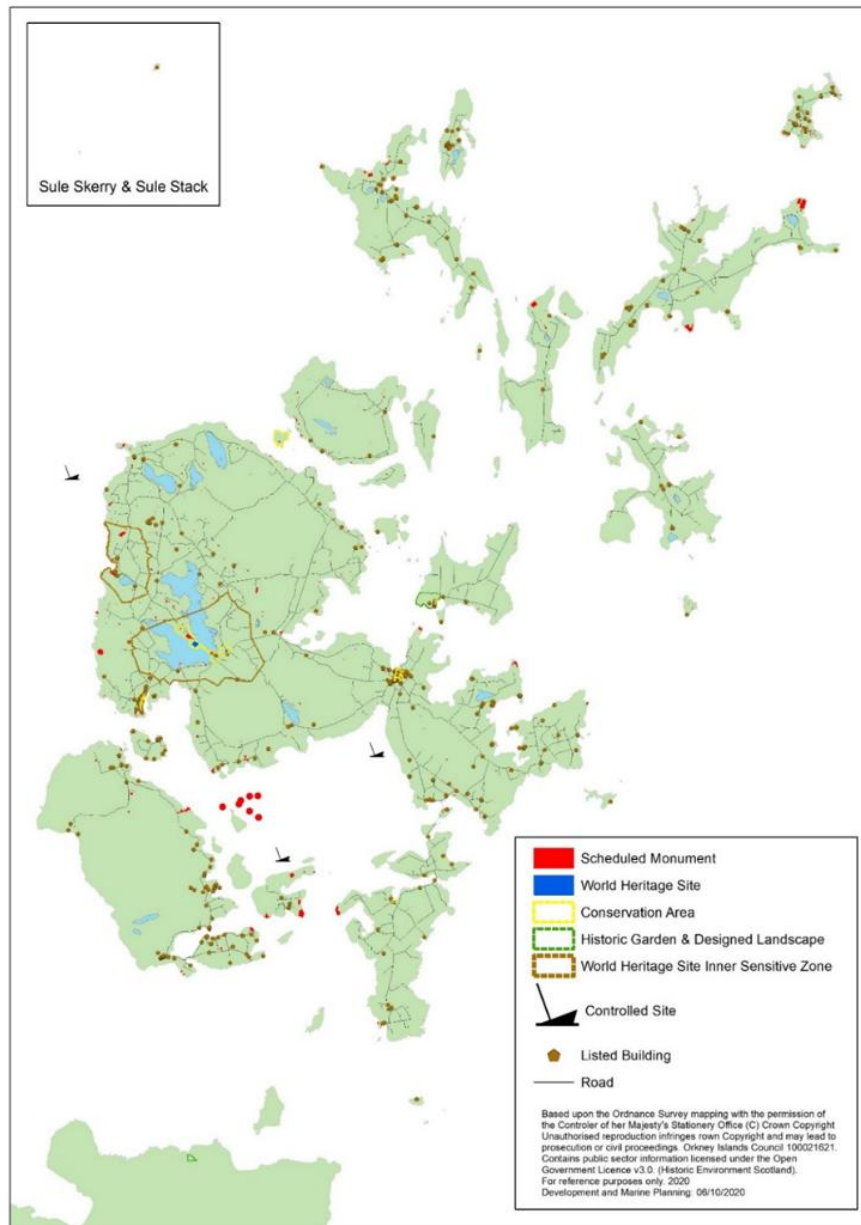 Sule Skerry & Sule Stack
Scheduled Monument
World Heritage Site
Conservation Area
Historic Garden & Designed Landscape
World Heritage Site Inner Sensitive Zone
Controlled Site
Listed Building
Road
Based upon the Ordnance Survey mapping with the permission of
the Controler of her Majesty's Stationery Office (C) Crown Copyright
Unauthorised reproduction infringes rown Copyright and may lead to
prosecution or civil proceedings. Orkney Islands Council 100021621.
Contains public sector information licensed under the Open
Government Licence v3.0. (Historic Environment Scotland).
For reference purposes only. 2020
Development and Marine Planning: 06/10/2020